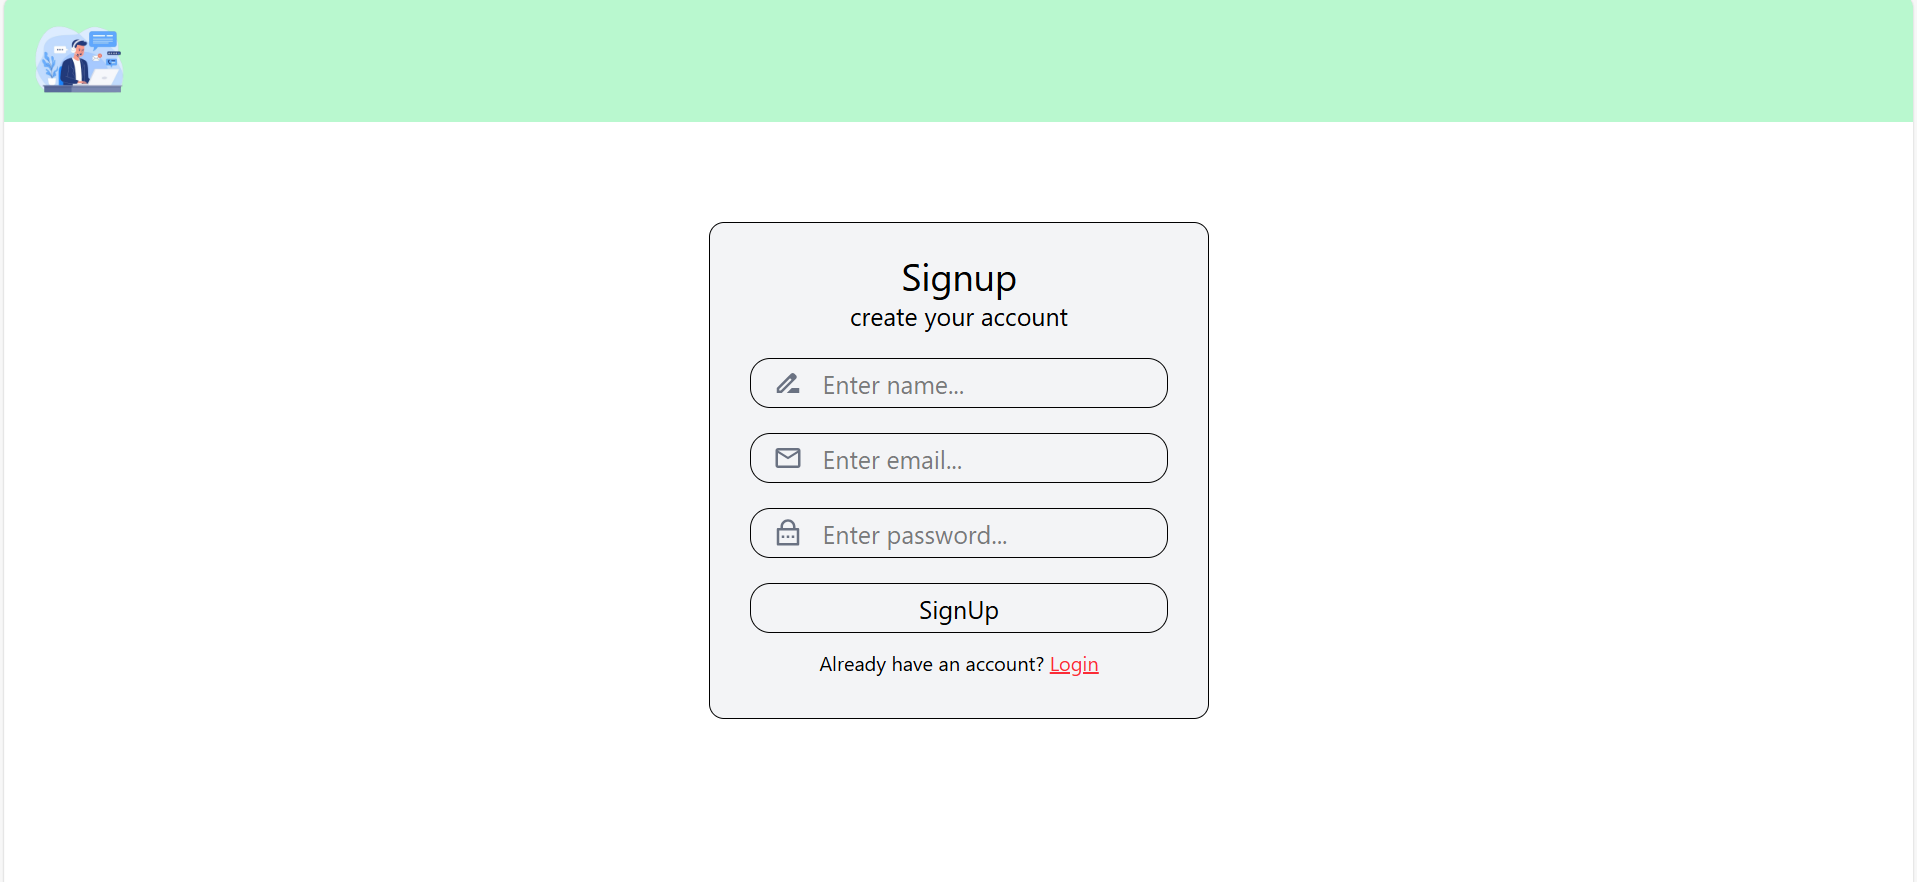 Signup
create your account
Enter name...
Enter email...
Enter password...
SignUp
Already have an account? Login